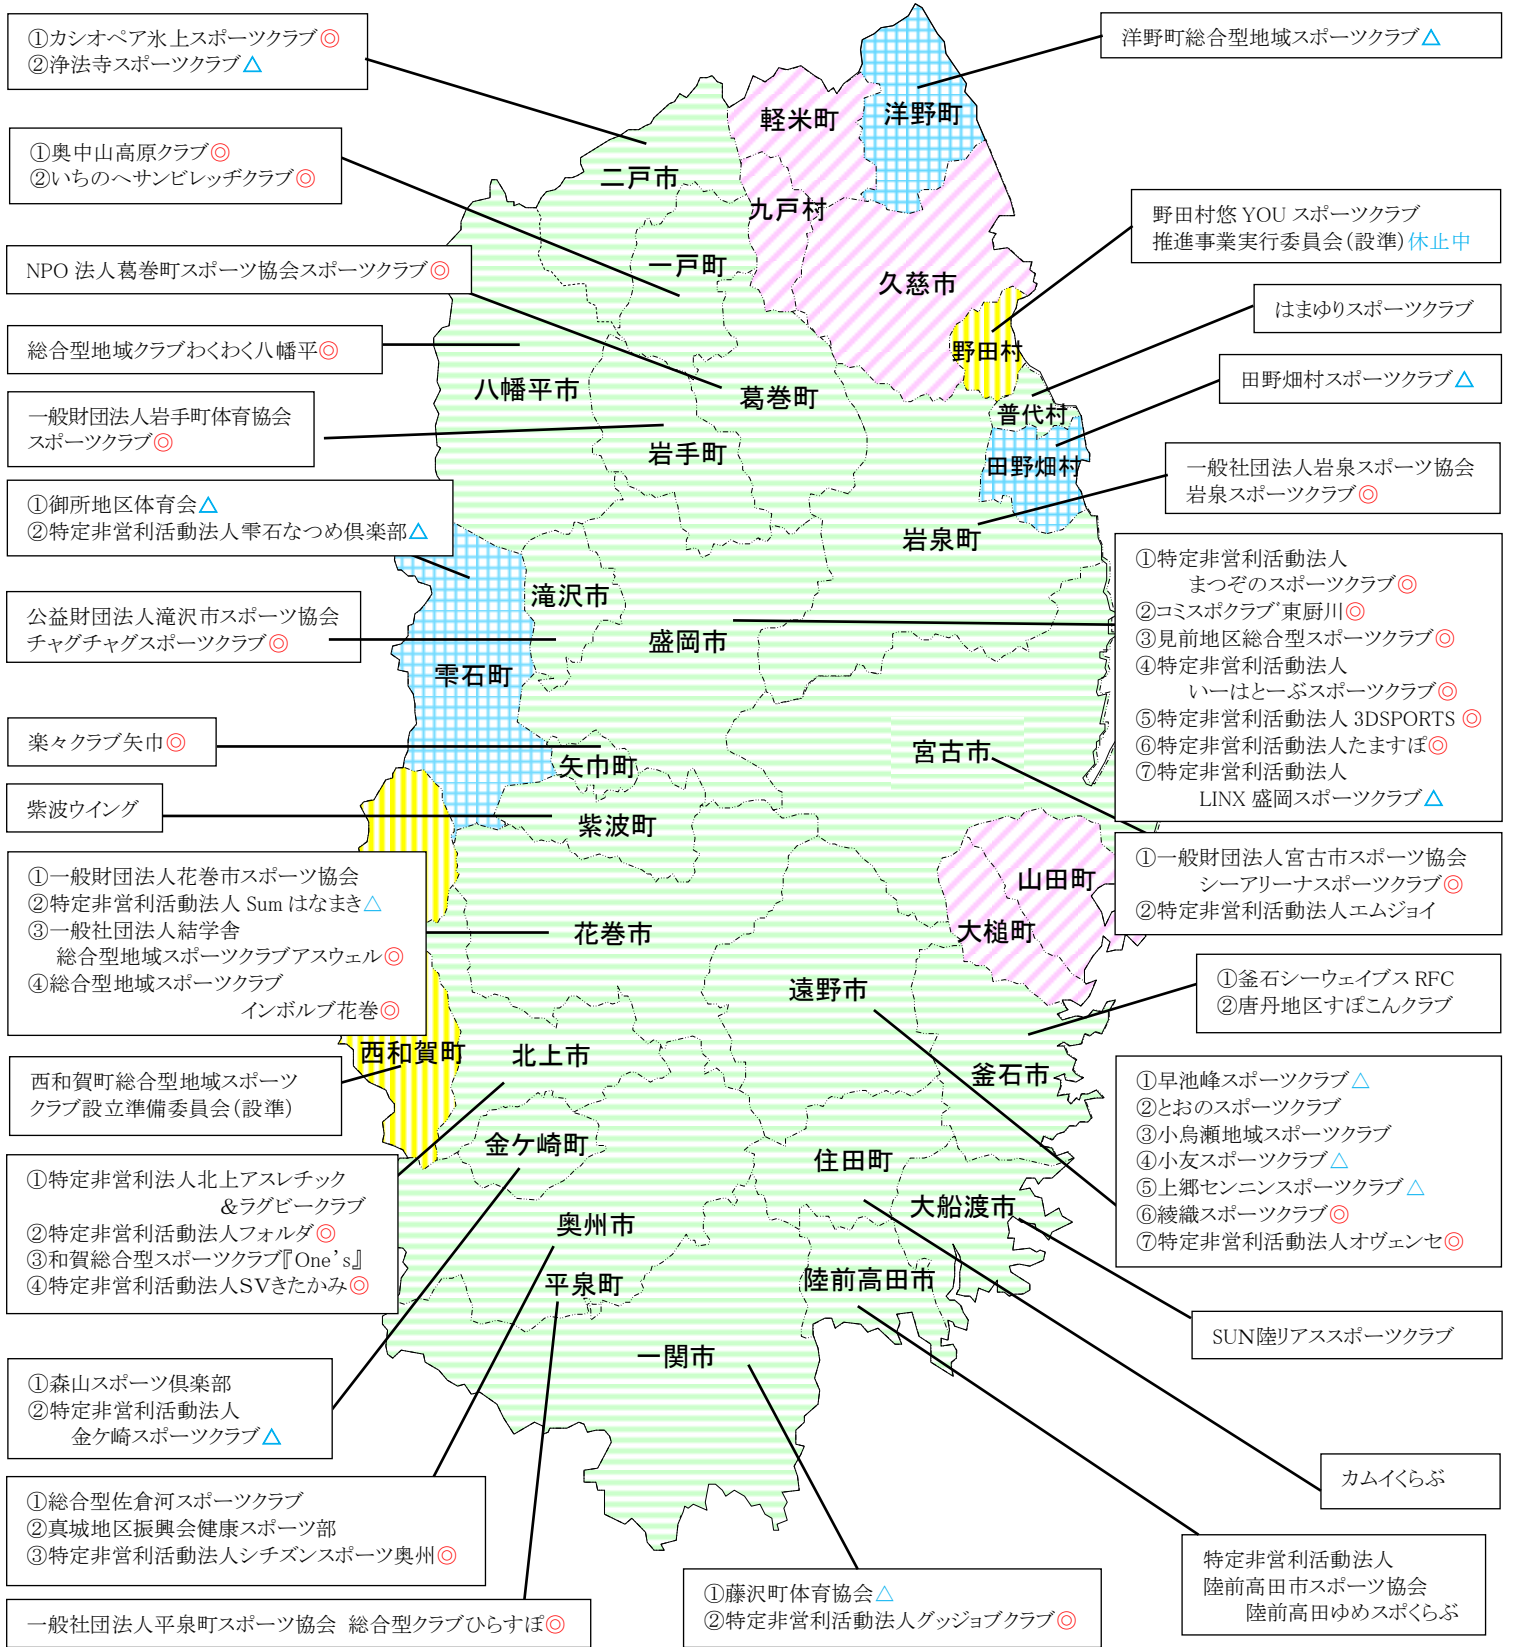 ①カシオペア氷上スポーツクラブ◎
②浄法寺スポーツクラブ△
①奥中山高原クラブ◎
②いちのへサンビレッヂクラブ◎
NPO 法人葛巻町スポーツ協会スポーツクラブ◎
総合型地域クラブわくわく八幡平◎
一般財団法人岩手町体育協会
スポーツクラブ◎
①御所地区体育会△
②特定非営利活動法人雫石なつめ倶楽部△
公益財団法人滝沢市スポーツ協会
チャグチャグスポーツクラブ◎
楽々クラブ矢巾◎
紫波ウイング
①一般財団法人花巻市スポーツ協会
②特定非営利活動法人 Sum はなまき△
③一般社団法人結学舎
総合型地域スポーツクラブアスウェル◎
④総合型地域スポーツクラブ
インボルブ花巻◎
西和賀町総合型地域スポーツ
クラブ設立準備委員会(設準)
①特定非営利法人北上アスレチック
&ラグビークラブ
②特定非営利活動法人フォルダ◎
③和賀総合型スポーツクラブ『One's』
④特定非営利活動法人SVきたかみ◎
①森山スポーツ倶楽部
②特定非営利活動法人
金ケ崎スポーツクラブ△
①総合型佐倉河スポーツクラブ
②真城地区振興会健康スポーツ部
③特定非営利活動法人シチズンスポーツ奥州◎
一般社団法人平泉町スポーツ協会 総合型クラブひらすぽ◎
軽米町
洋野町
二戸市
九戸村
一戸町
久慈市
野田村
八幡平市
葛巻町
普代村
岩手町
田野畑村
岩泉町
滝沢市
盛岡市
雫石町
宮古市
矢巾町
紫波町
山田町
花巻市
大槌町
遠野市
西和賀町
北上市
釜石市
金ケ崎町
住田町
大船渡市
奥州市
平泉町
陸前高田市
一関市
洋野町総合型地域スポーツクラブ△
野田村悠 YOU スポーツクラブ
推進事業実行委員会(設準)休止中
はまゆりスポーツクラブ
田野畑村スポーツクラブ△
一般社団法人岩泉スポーツ協会
岩泉スポーツクラブ◎
①特定非営利活動法人
まつぞのスポーツクラブ◎
②コミスポクラブ東厨川◎
③見前地区総合型スポーツクラブ◎
④特定非営利活動法人
いーはとーぶスポーツクラブ◎
⑤特定非営利活動法人 3DSPORTS ◎
⑥特定非営利活動法人たますぽ◎
⑦特定非営利活動法人
LINX 盛岡スポーツクラブ△
①一般財団法人宮古市スポーツ協会
シーアリーナスポーツクラブ◎
②特定非営利活動法人エムジョイ
①釜石シーウェイブス RFC
②唐丹地区すぽこんクラブ
①早池峰スポーツクラブ△
②とおのスポーツクラブ
③小烏瀬地域スポーツクラブ
④小友スポーツクラブ△
⑤上郷センニンスポーツクラブ△
⑥綾織スポーツクラブ◎
⑦特定非営利活動法人オヴェンセ◎
SUN陸リアススポーツクラブ
カムイくらぶ
特定非営利活動法人
陸前高田市スポーツ協会
陸前高田ゆめスポくらぶ
①藤沢町体育協会△
②特定非営利活動法人グッジョブクラブ◎